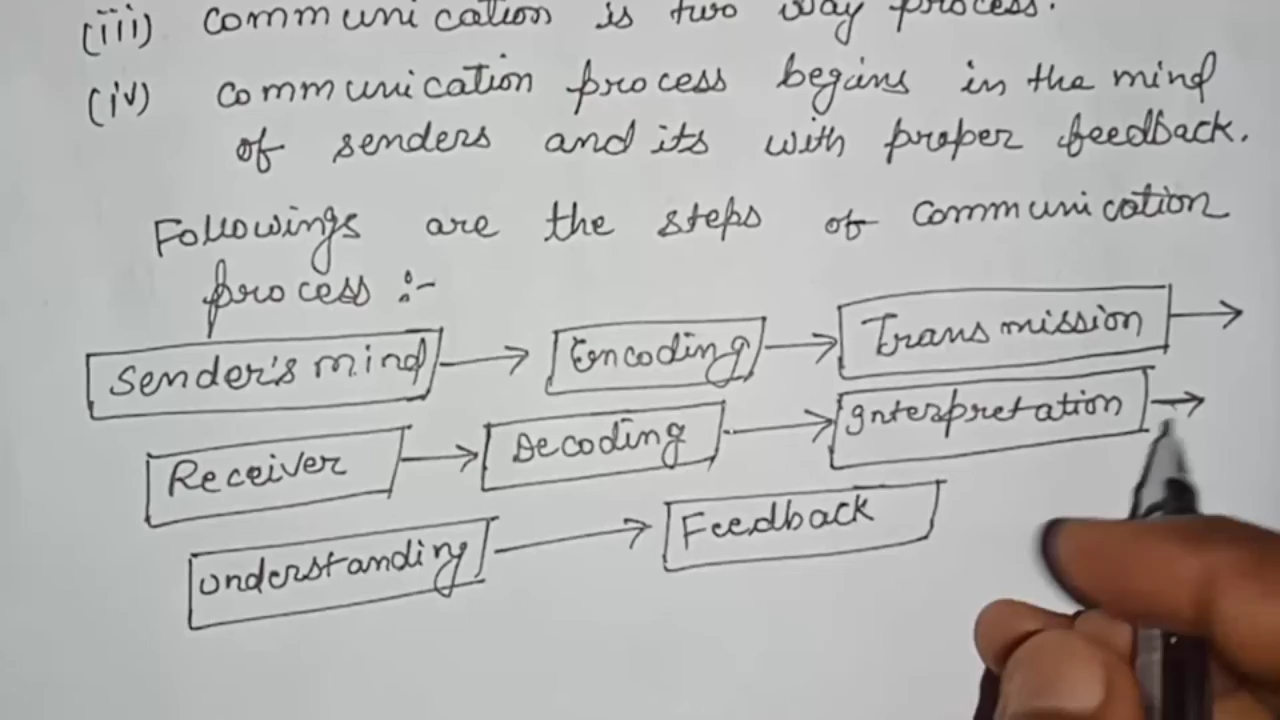 (iii) communication is two way process.
(iv) communication process begins in the mind
of senders and its with proper feedback.
Followings are the steps of communication
process :-
Sender's mind → Encoding → Transmission →
Receiver → Decoding → Interpretation →
understanding → Feedback